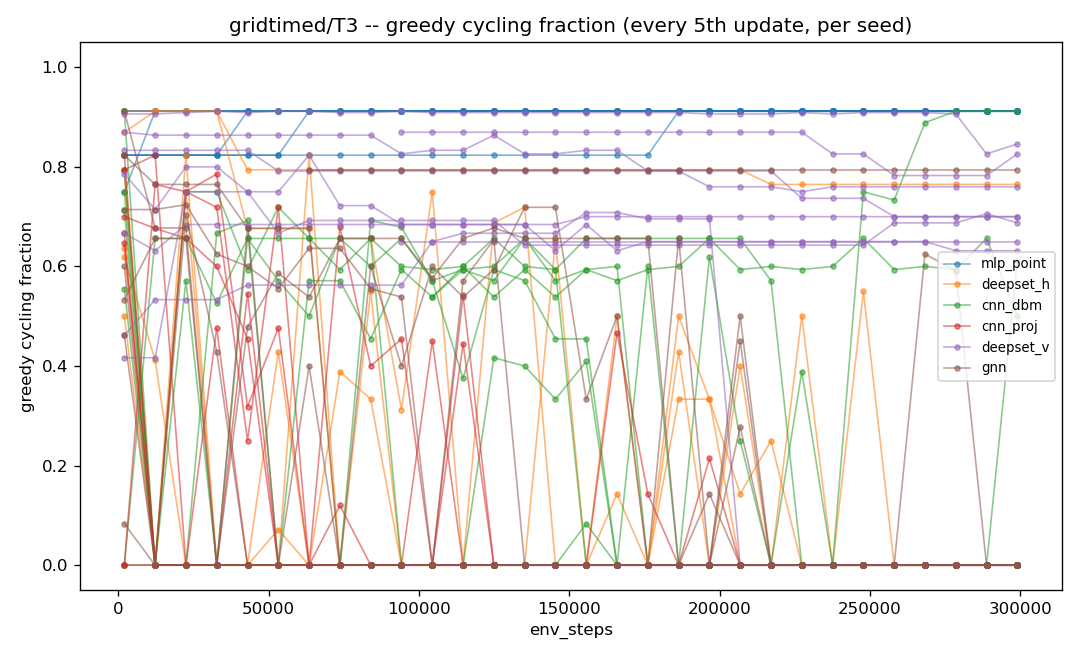 gridtimed/T3 -- greedy cycling fraction (every 5th update, per seed)
greedy cycling fraction
1.0
0.8
0.6
0.4
0.2
0.0
mlp_point
deepset_h
cnn_dbm
cnn_proj
deepset_v
gnn
0
50000
100000
150000
200000
250000
300000
env_steps